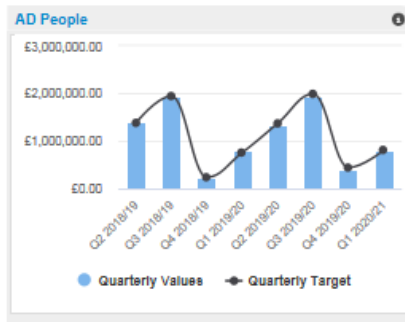 AD People
£3,000,000.00
£2,000,000.00
£1,000,000.00
£0.00
Q2 2018/19
Q3 2018/19
Q4 2018/19
Q1 2019/20
Q2 2019/20
Q3 2019/20
Q4 2019/20
Q1 2020/21
Quarterly Values
Quarterly Target